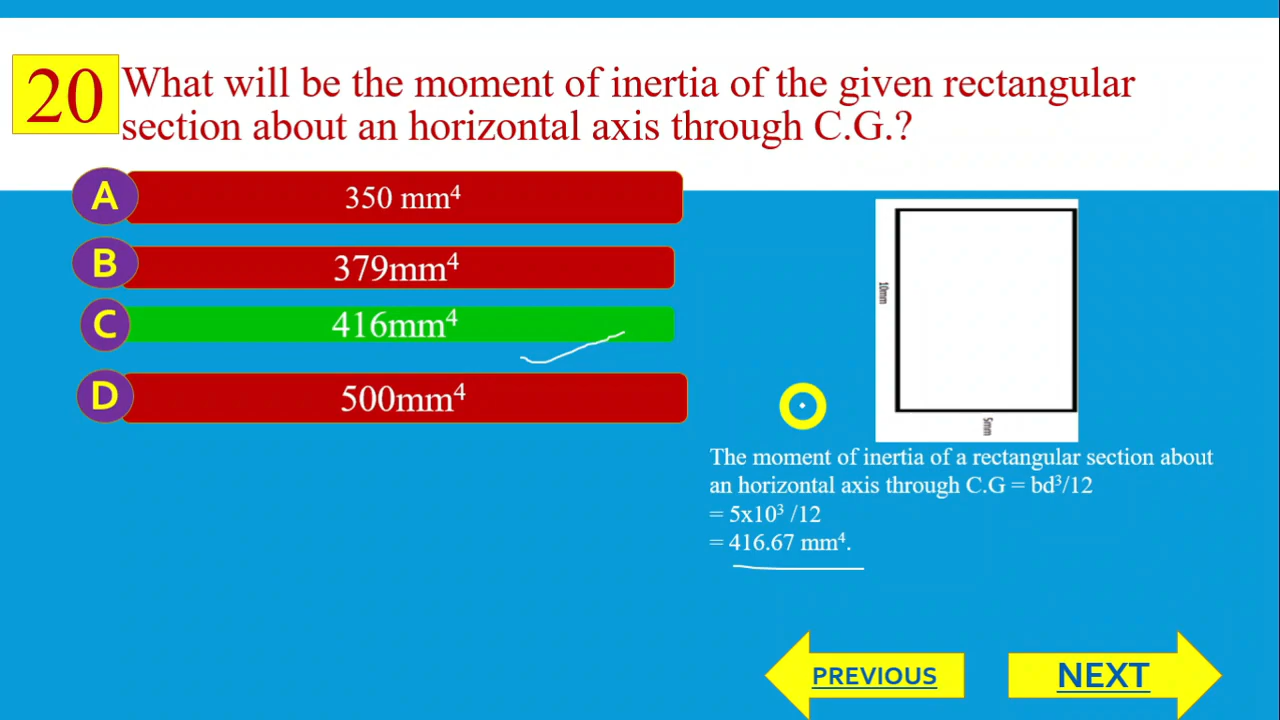 20
What will be the moment of inertia of the given rectangular
section about an horizontal axis through C.G.?
A
350 mm⁴
B
379mm⁴
C
416mm⁴
D
500mm⁴
10mm
5mm
The moment of inertia of a rectangular section about
an horizontal axis through C.G = bd³/12
= 5x10³ /12
= 416.67 mm⁴.
PREVIOUS
NEXT